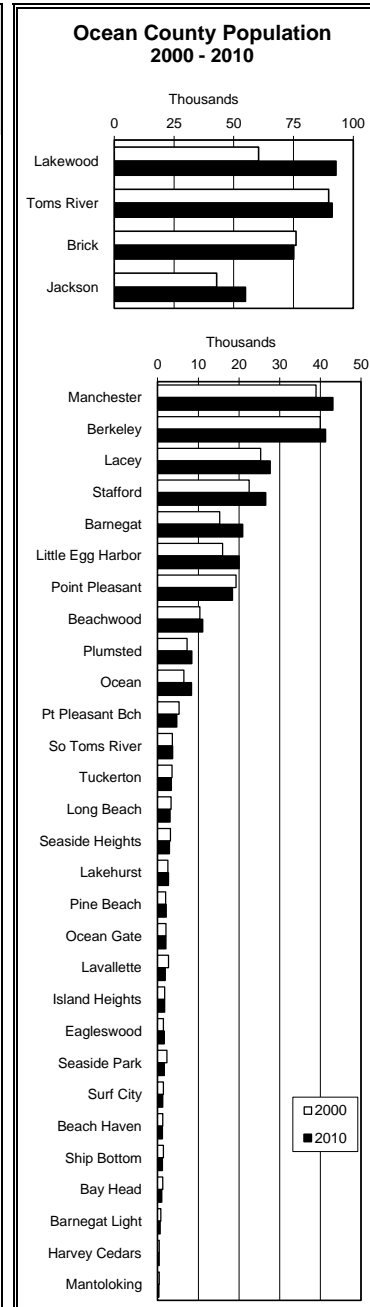 Ocean County Population
2000 - 2010
Thousands
0 25 50 75 100
Lakewood
Toms River
Brick
Jackson
Thousands
0 10 20 30 40 50
Manchester
Berkeley
Lacey
Stafford
Barnegat
Little Egg Harbor
Point Pleasant
Beachwood
Plumsted
Ocean
Pt Pleasant Bch
So Toms River
Tuckerton
Long Beach
Seaside Heights
Lakehurst
Pine Beach
Ocean Gate
Lavallette
Island Heights
Eagleswood
Seaside Park
Surf City
Beach Haven
Ship Bottom
Bay Head
Barnegat Light
Harvey Cedars
Mantoloking
2000
2010